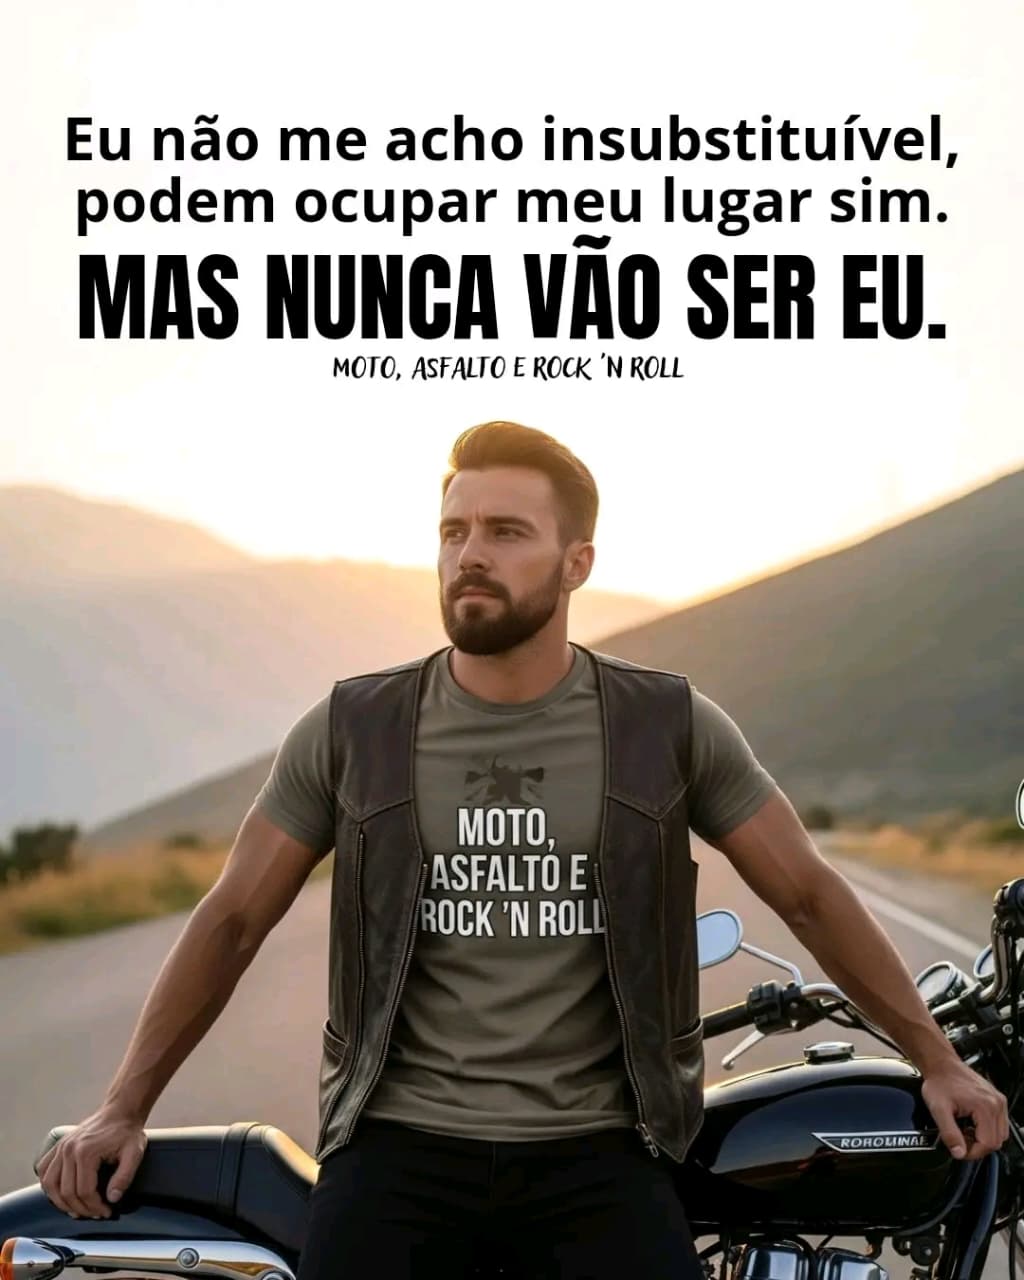 Eu não me acho insubstituível,
podem ocupar meu lugar sim.
MAS NUNCA VÃO SER EU.
MOTO, ASFALTO E ROCK 'N ROLL
MOTO,
ASFALTO E
ROCK 'N ROLL